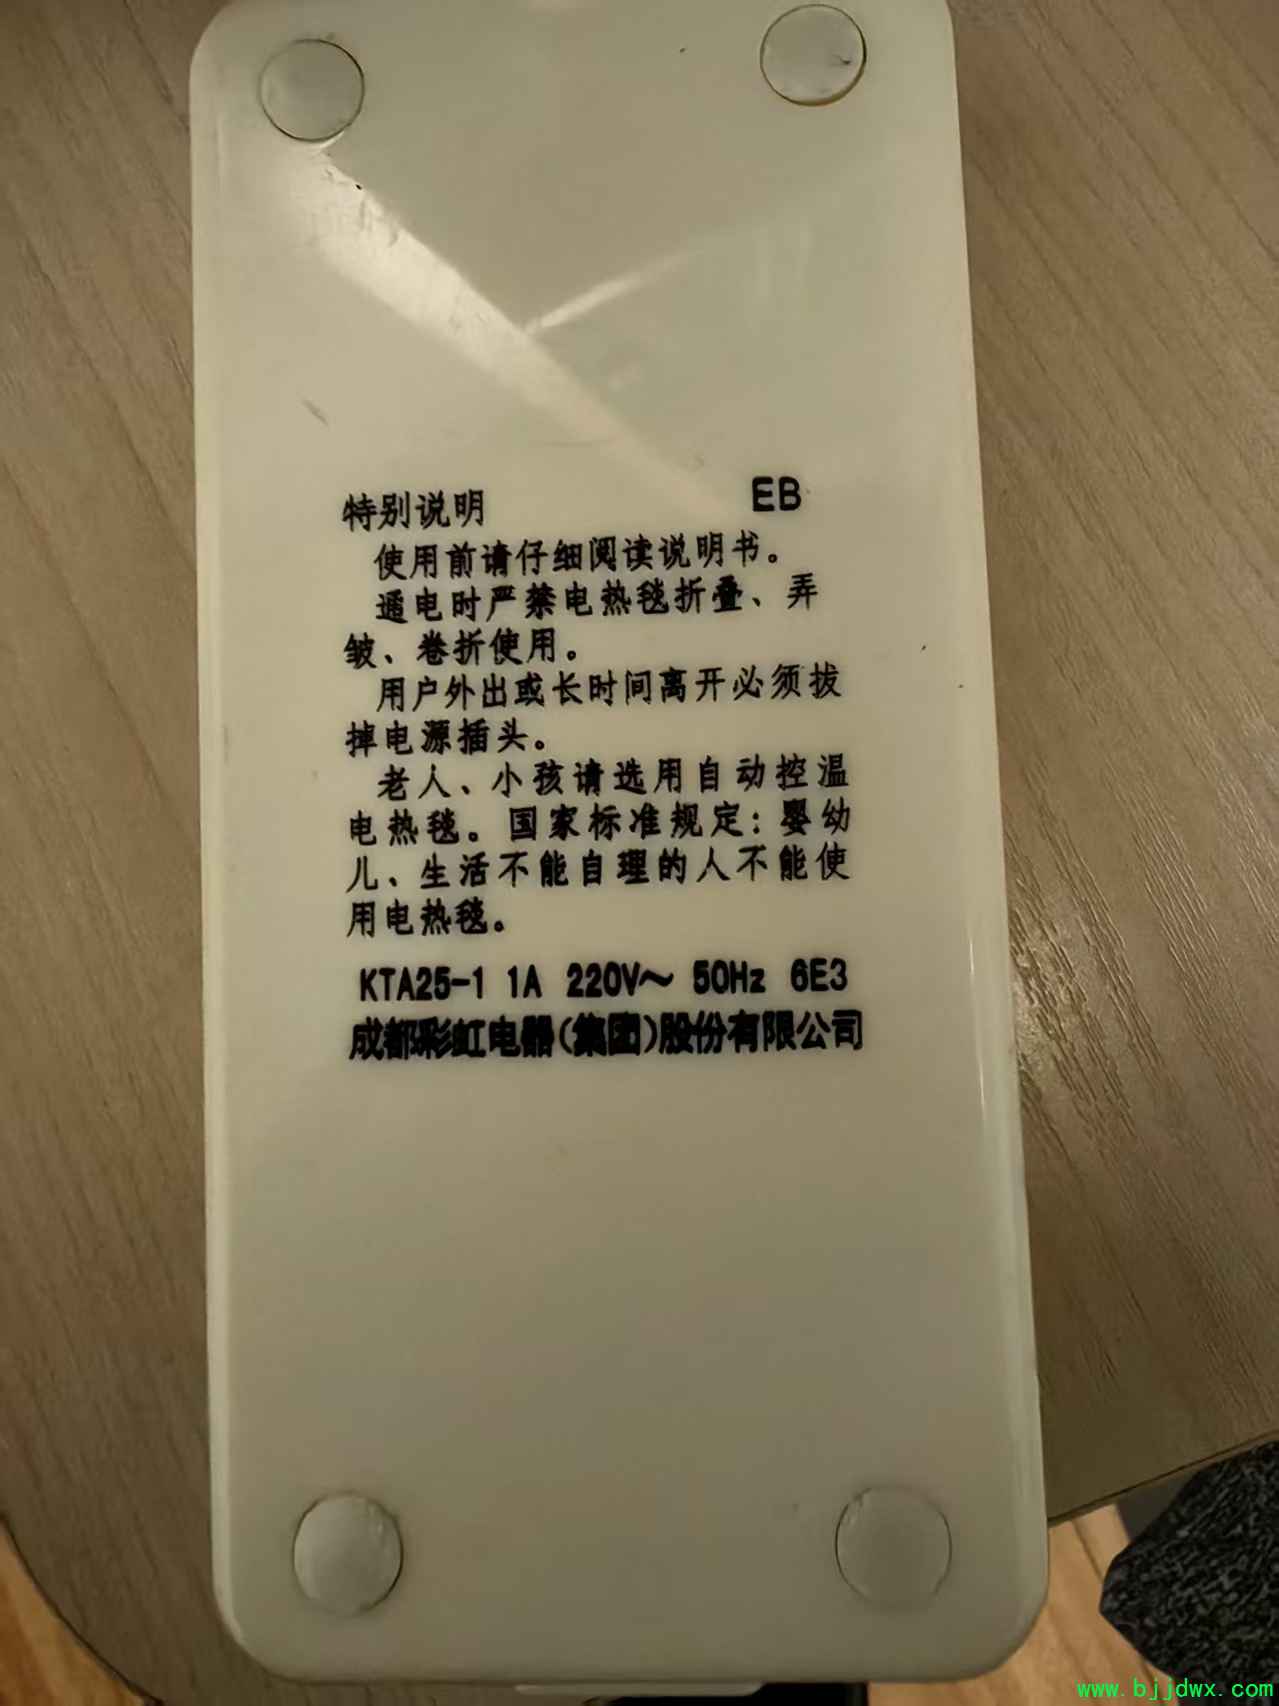 特别说明 EB
使用前请仔细阅读说明书。
通电时严禁电热毯折叠、弄
皱、卷折使用。
用户外出或长时间离开必须拔
掉电源插头。
老人、小孩请选用自动控温
电热毯。国家标准规定：婴幼
儿、生活不能自理的人不能使
用电热毯。
KTA25-1 1A 220V～ 50Hz 6E3
成都彩虹电器(集团)股份有限公司
www.bjjdwx.com